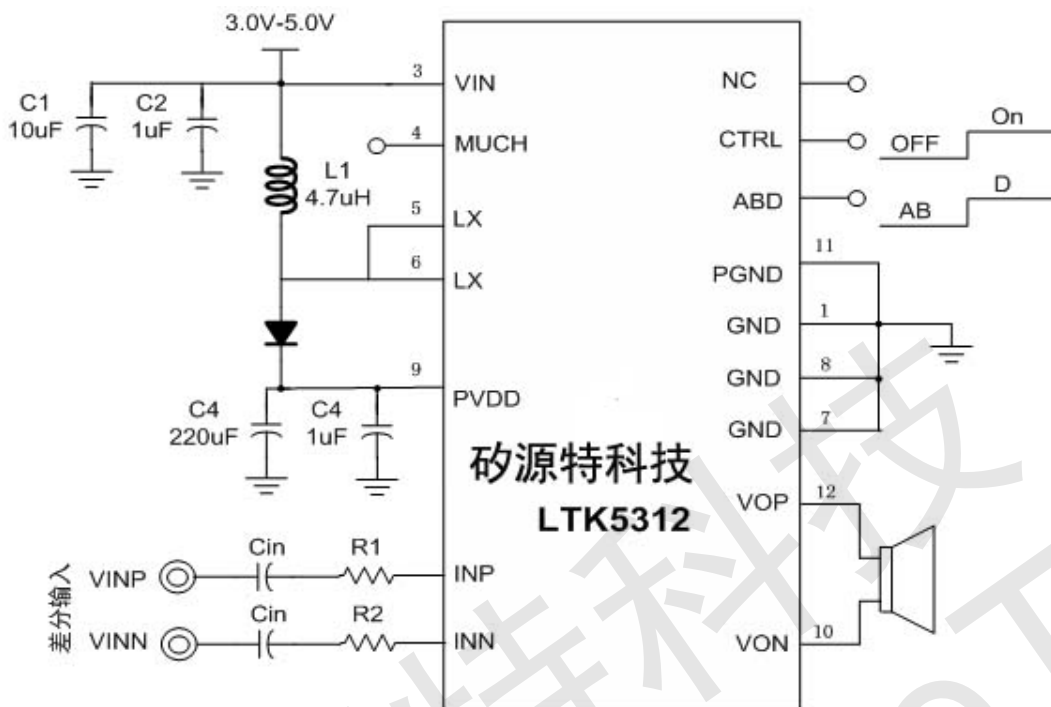 3.0V-5.0V
C1
10uF
C2
1uF
L1
4.7uH
3
VIN
4
MUCH
5
LX
6
LX
9
PVDD
C4
220uF
C4
1uF
差分输入
VINP
Cin
R1
INP
VINN
Cin
R2
INN
矽源特科技
LTK5312
NC
CTRL
OFF
On
ABD
AB
D
11
PGND
1
GND
8
GND
7
GND
12
VOP
10
VON
特科技